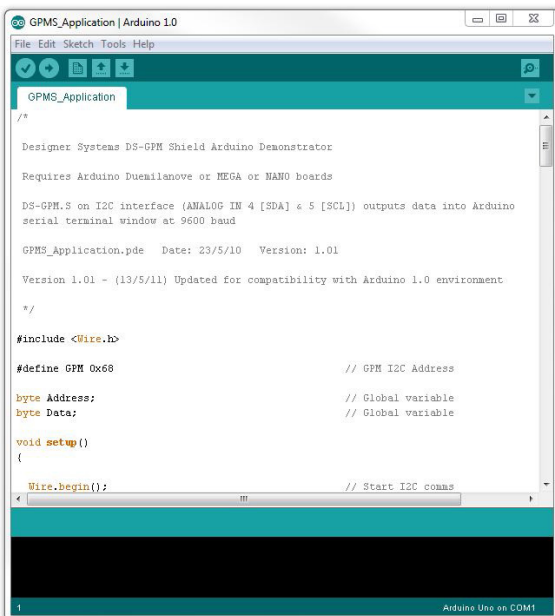 GPMS_Application | Arduino 1.0
File Edit Sketch Tools Help
GPMS_Application
/*
Designer Systems DS-GPM Shield Arduino Demonstrator
Requires Arduino Duemilanove or MEGA or NANO boards
DS-GPM.S on I2C interface (ANALOG IN 4 [SDA] & 5 [SCL]) outputs data into Arduino
serial terminal window at 9600 baud
GPMS_Application.pde Date: 23/5/10 Version: 1.01
Version 1.01 - (13/5/11) Updated for compatibility with Arduino 1.0 environment
*/
#include <Wire.h>
#define GPM 0x68 // GPM I2C Address
byte Address; // Global variable
byte Data; // Global variable
void setup()
{
Wire.begin(); // Start I2C comms
1 Arduino Uno on COM1